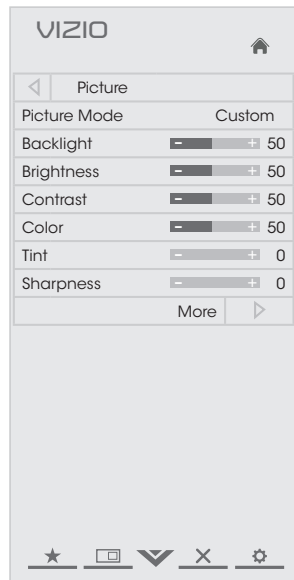 VIZIO
Picture
Picture Mode Custom
Backlight - + 50
Brightness - + 50
Contrast - + 50
Color - + 50
Tint - + 0
Sharpness - + 0
More